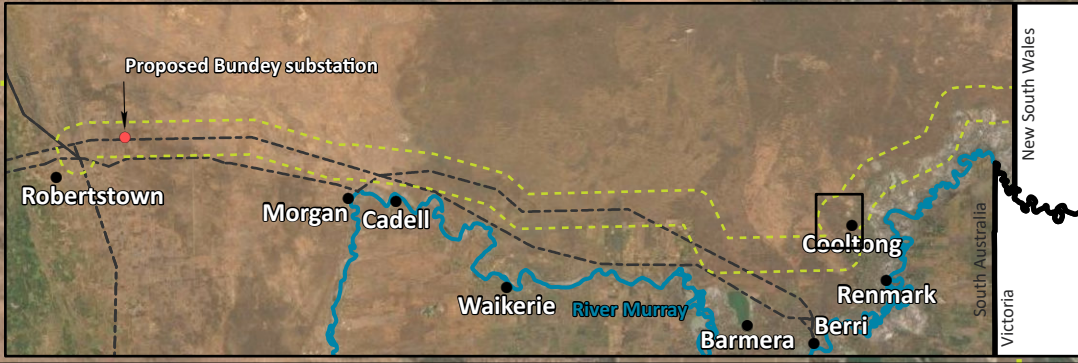 Proposed Bundey substation
New South Wales
Robertstown
Morgan
Cadell
Cooltong
South Australia
Waikerie
River Murray
Renmark
Barmera
Berri
Victoria